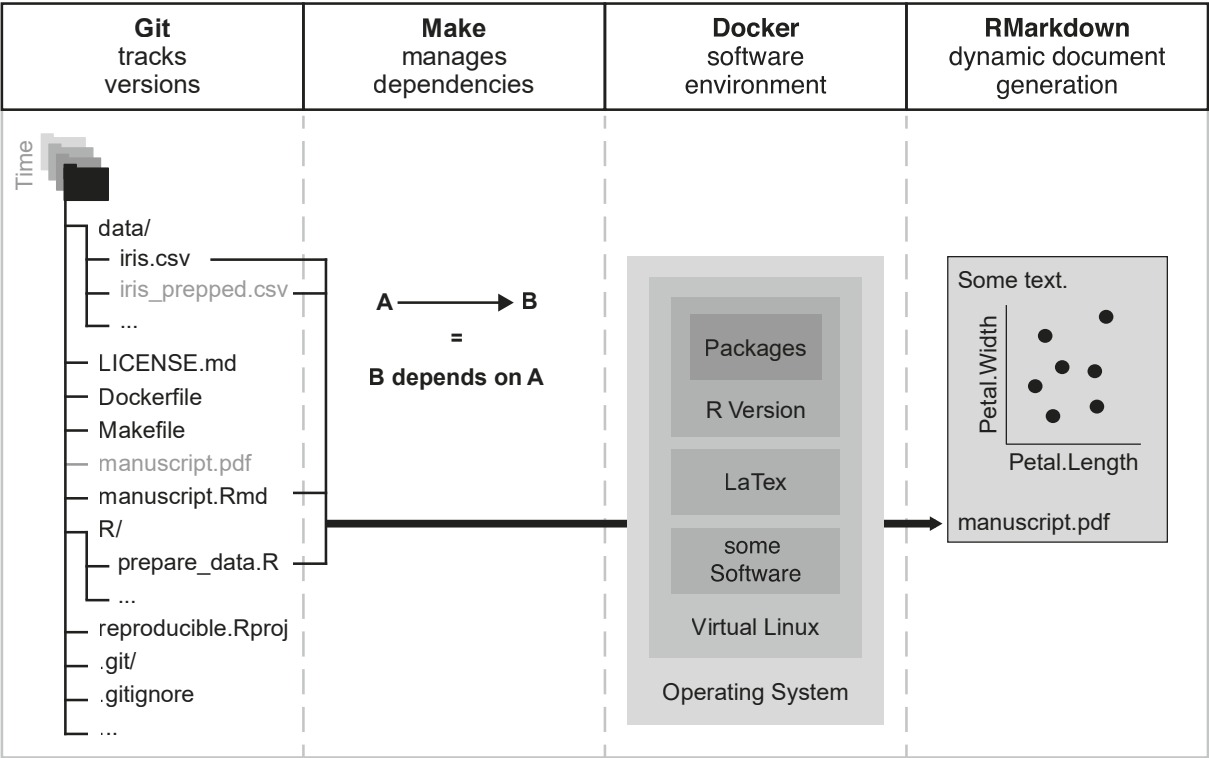 Git
tracks
versions
Make
manages
dependencies
Docker
software
environment
RMarkdown
dynamic document
generation
Time
data/
iris.csv
iris_prepped.csv
...
LICENSE.md
Dockerfile
Makefile
manuscript.pdf
manuscript.Rmd
R/
prepare_data.R
...
reproducible.Rproj
.git/
.gitignore
...
A B
=
B depends on A
Packages
R Version
LaTex
some
Software
Virtual Linux
Operating System
Some text.
Petal.Width
Petal.Length
manuscript.pdf